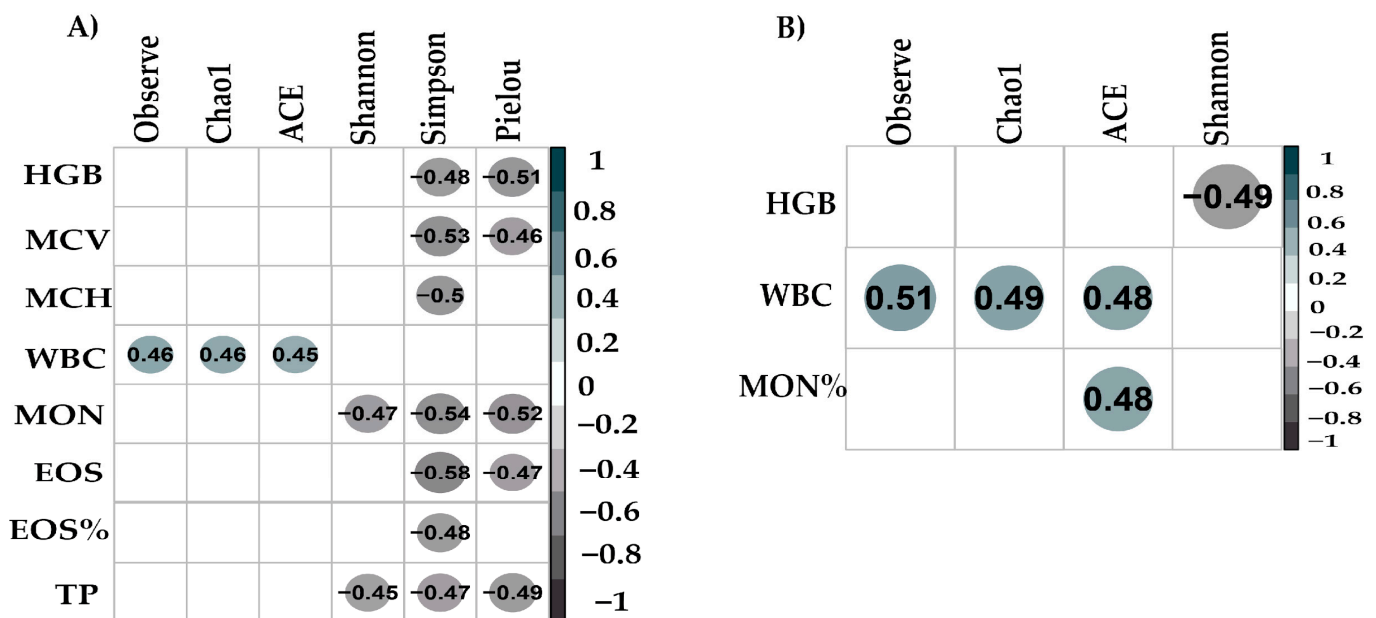 A)
Observe Chao1 ACE Shannon Simpson Pielou
HGB −0.48 −0.51
MCV −0.53 −0.46
MCH −0.5
WBC 0.46 0.46 0.45
MON −0.47 −0.54 −0.52
EOS −0.58 −0.47
EOS% −0.48
TP −0.45 −0.47 −0.49
1
0.8
0.6
0.4
0.2
0
−0.2
−0.4
−0.6
−0.8
−1
B)
Observe Chao1 ACE Shannon
HGB −0.49
WBC 0.51 0.49 0.48
MON% 0.48
1
0.8
0.6
0.4
0.2
0
−0.2
−0.4
−0.6
−0.8
−1